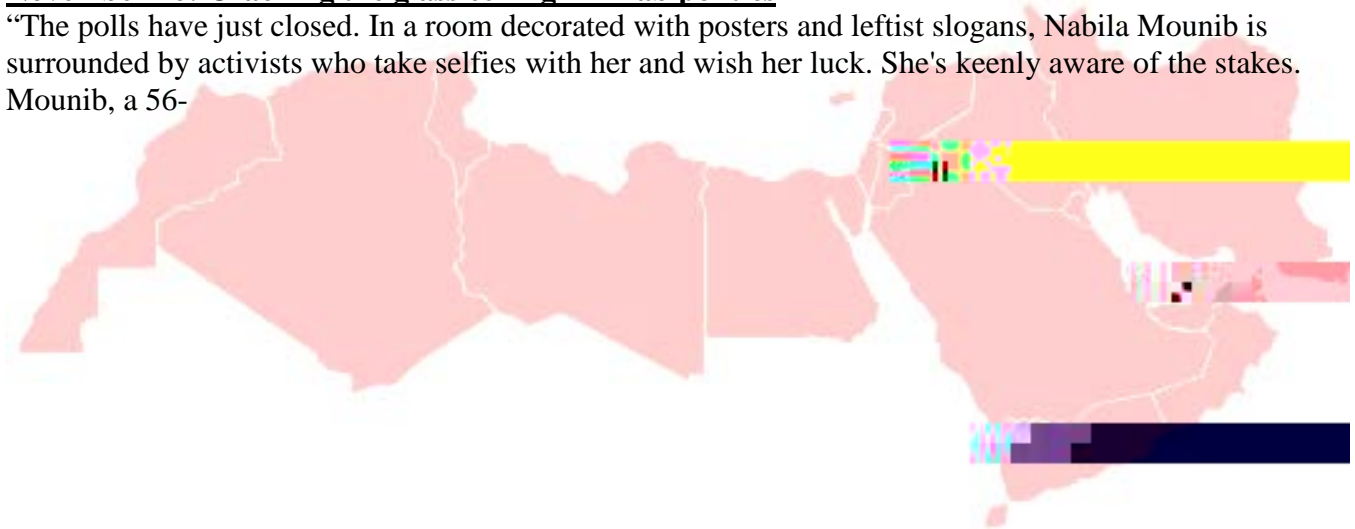 “The polls have just closed. In a room decorated with posters and leftist slogans, Nabila Mounib is
surrounded by activists who take selfies with her and wish her luck. She's keenly aware of the stakes.
Mounib, a 56-